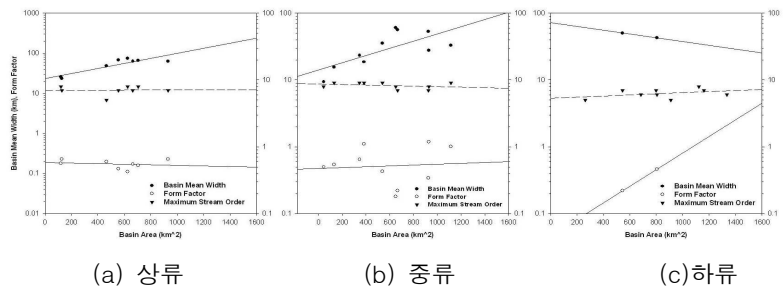 1000
100
10
1
0.1
0.01
10
1
0.1
Basin Mean Width (km), Form Factor
0 200 400 600 800 1000 1200 1400 1600
Basin Area (km^2)
Basin Mean Width
Form Factor
Maximum Stream Order
100
10
1
0.1
10
1
0.1
0 200 400 600 800 1000 1200 1400 1600
Basin Area (km^2)
Basin Mean Width
Form Factor
Maximum Stream Order
100
10
1
0.1
10
1
0.1
200 400 600 800 1000 1200 1400 1600
Basin Area (km^2)
Basin Mean Width
Form Factor
Maximum Stream Order
(a) 상류 (b) 중류 (c)하류